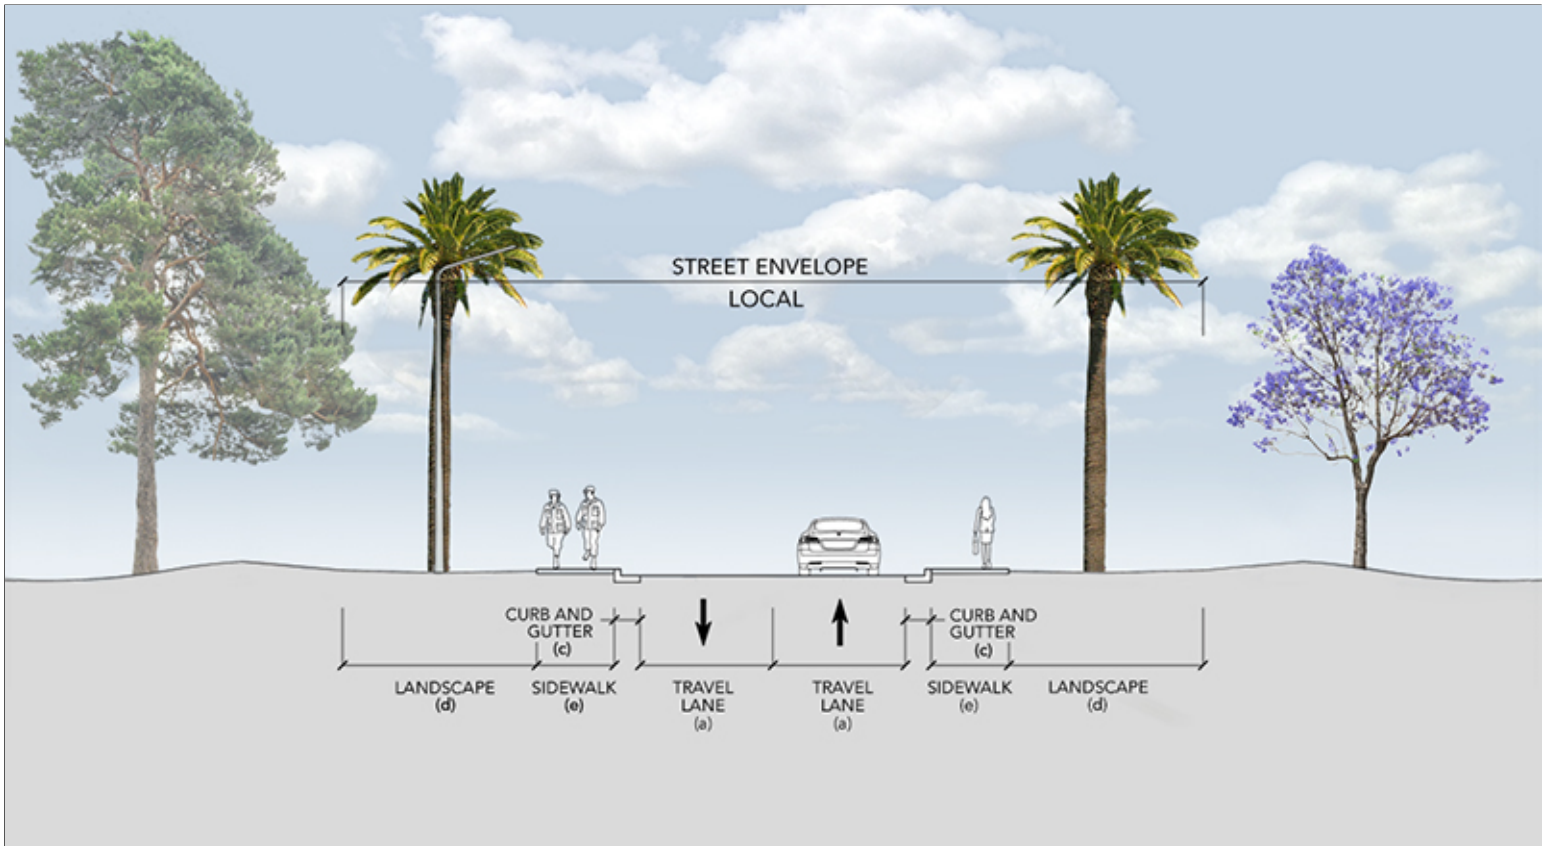 STREET ENVELOPE
LOCAL
CURB AND
GUTTER
(c)
CURB AND
GUTTER
(c)
LANDSCAPE
(d)
SIDEWALK
(e)
TRAVEL
LANE
(a)
TRAVEL
LANE
(a)
SIDEWALK
(e)
LANDSCAPE
(d)